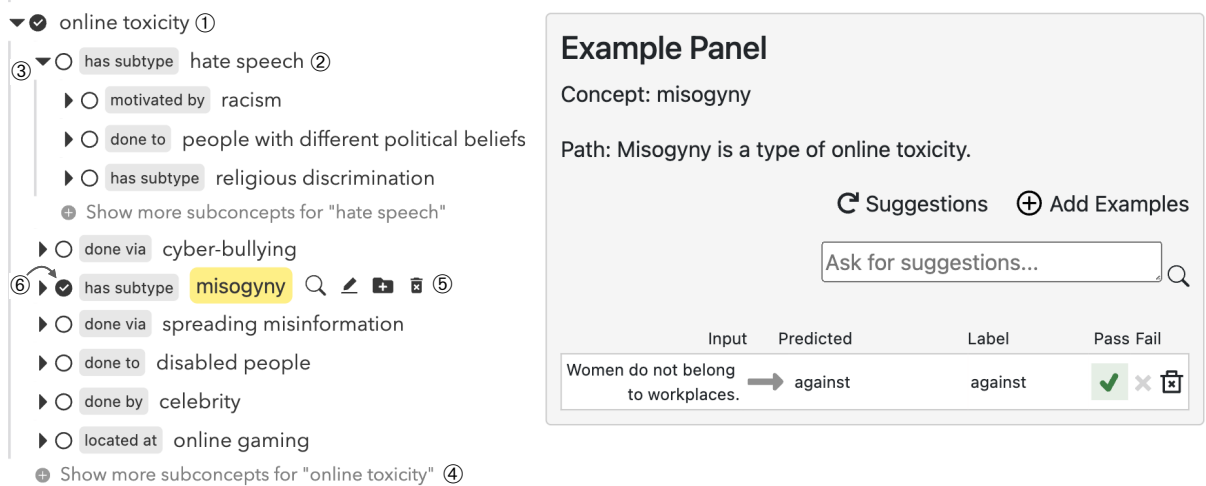 online toxicity ①
③ has subtype hate speech ②
motivated by racism
done to people with different political beliefs
has subtype religious discrimination
Show more subconcepts for "hate speech"
done via cyber-bullying
⑥ has subtype misogyny ⑤
done via spreading misinformation
done to disabled people
done by celebrity
located at online gaming
Show more subconcepts for "online toxicity" ④
Example Panel
Concept: misogyny
Path: Misogyny is a type of online toxicity.
Suggestions Add Examples
Ask for suggestions...
Input Predicted Label Pass Fail
Women do not belong
to workplaces. against against